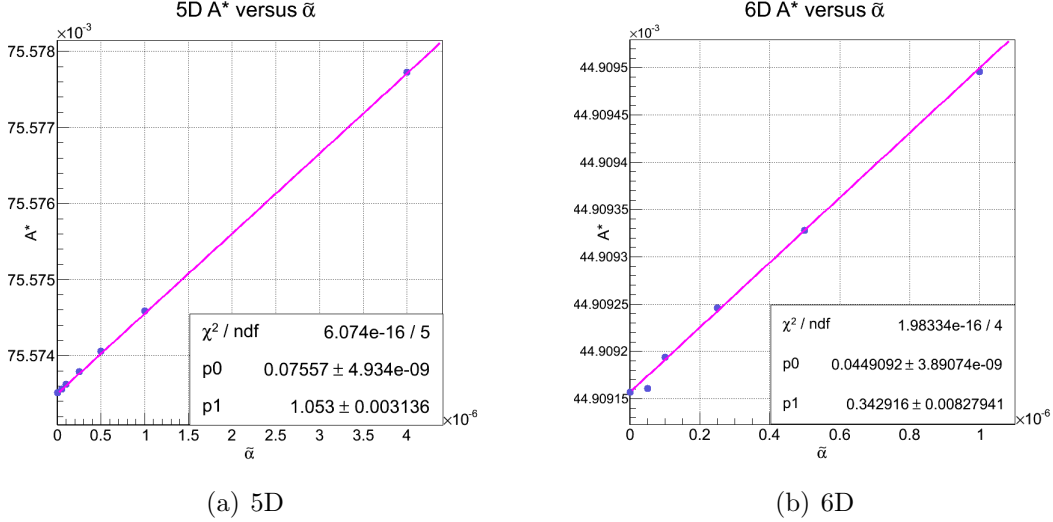 5D A* versus α̃
×10⁻³
75.578
75.577
75.576
75.575
75.574
A*
χ² / ndf 6.074e-16 / 5
p0 0.07557 ± 4.934e-09
p1 1.053 ± 0.003136
0 0.5 1 1.5 2 2.5 3 3.5 4
×10⁻⁶
α̃
(a) 5D
6D A* versus α̃
×10⁻³
44.9095
44.90945
44.9094
44.90935
44.9093
44.90925
44.9092
44.90915
A*
χ² / ndf 1.98334e-16 / 4
p0 0.0449092 ± 3.89074e-09
p1 0.342916 ± 0.00827941
0 0.2 0.4 0.6 0.8 1
×10⁻⁶
α̃
(b) 6D